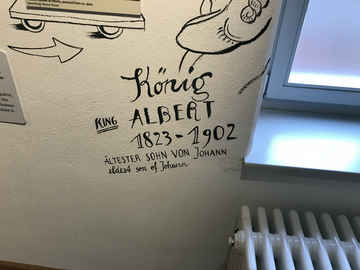 König
KING ALBERT
1823-1902
ÄLTESTER SOHN VON JOHANN
eldest son of Johann